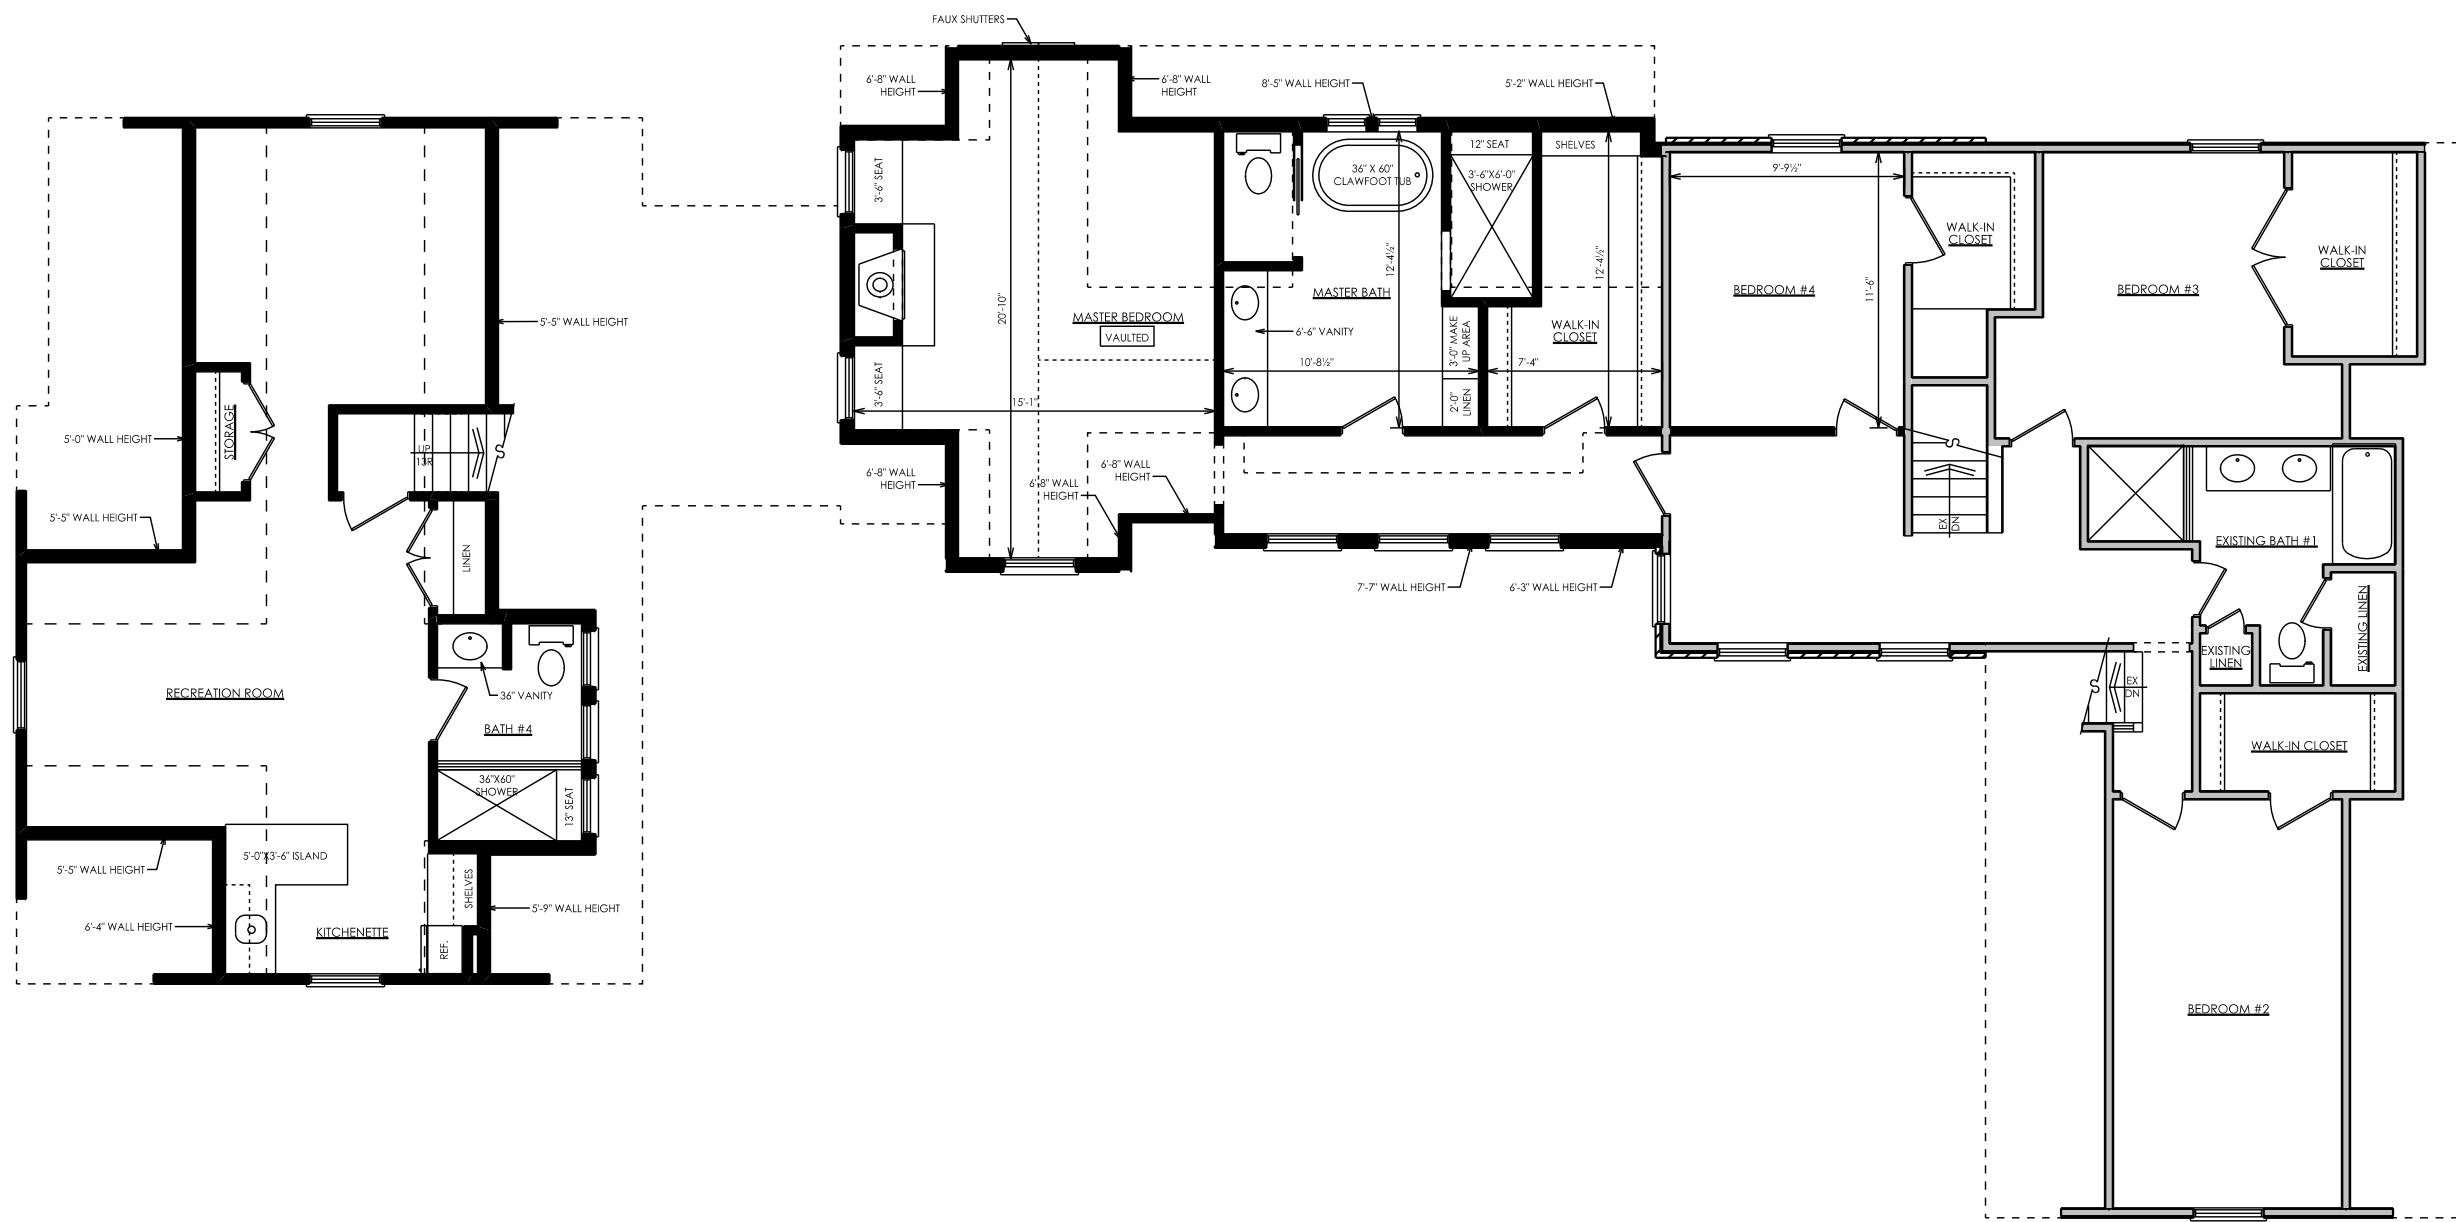 FAUX SHUTTERS
6'-8" WALL
HEIGHT
6'-8" WALL
HEIGHT
8'-5" WALL HEIGHT
5'-2" WALL HEIGHT
3'-6" SEAT
36" X 60"
CLAWFOOT TUB
12" SEAT
3'-6"X6'-0"
SHOWER
SHELVES
9'-9½"
WALK-IN
CLOSET
WALK-IN
CLOSET
12'-4½"
12'-4½"
11'-6"
BEDROOM #4
BEDROOM #3
MASTER BATH
20'-10"
MASTER BEDROOM
VAULTED
6'-6" VANITY
3'-0" MAKE
UP AREA
WALK-IN
CLOSET
10'-8½"
7'-4"
3'-6" SEAT
15'-1"
2'-0"
LINEN
5'-5" WALL HEIGHT
STORAGE
5'-0" WALL HEIGHT
UP
13R
6'-8" WALL
HEIGHT
6'-8" WALL
HEIGHT
6'-8" WALL
HEIGHT
5'-5" WALL HEIGHT
LINEN
EX
DN
EXISTING BATH #1
7'-7" WALL HEIGHT
6'-3" WALL HEIGHT
EXISTING LINEN
EXISTING
LINEN
RECREATION ROOM
36" VANITY
BATH #4
EX
DN
WALK-IN CLOSET
36"X60"
SHOWER
13" SEAT
5'-0"X3'-6" ISLAND
5'-5" WALL HEIGHT
SHELVES
5'-9" WALL HEIGHT
6'-4" WALL HEIGHT
KITCHENETTE
REF.
BEDROOM #2